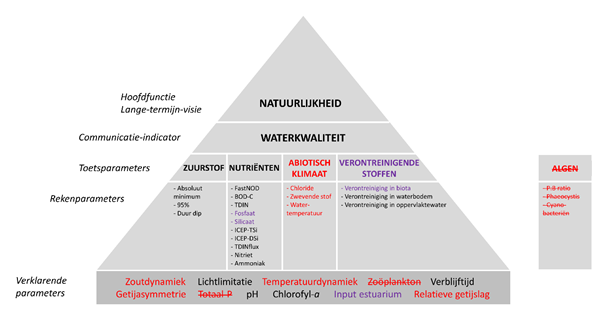 Hoofdfunctie
Lange-termijn-visie
NATUURLIJKHEID
Communicatie-indicator
WATERKWALITEIT
Toetsparameters
ZUURSTOF
NUTRIËNTEN
ABIOTISCH
KLIMAAT
VERONTREINIGENDE
STOFFEN
ALGEN
Rekenparameters
- Absoluut
minimum
- 95%
- Duur dip
- FastNOD
- BOD-C
- TDIN
- Fosfaat
- Silicaat
- ICEP-TSi
- ICEP-DSi
- TDINflux
- Nitriet
- Ammoniak
- Chloride
- Zwevende stof
- Water-
temperatuur
- Verontreiniging in biota
- Verontreiniging in waterbodem
- Verontreiniging in oppervlaktewater
- P:B ratio
- Phaeocystis
- Cyano-
bacteriën
Verklarende
parameters
Zoutdynamiek Lichtlimitatie Temperatuurdynamiek Zoöplankton Verblijftijd
Getijasymmetrie Totaal-P pH Chlorofyl-a Input estuarium Relatieve getijslag